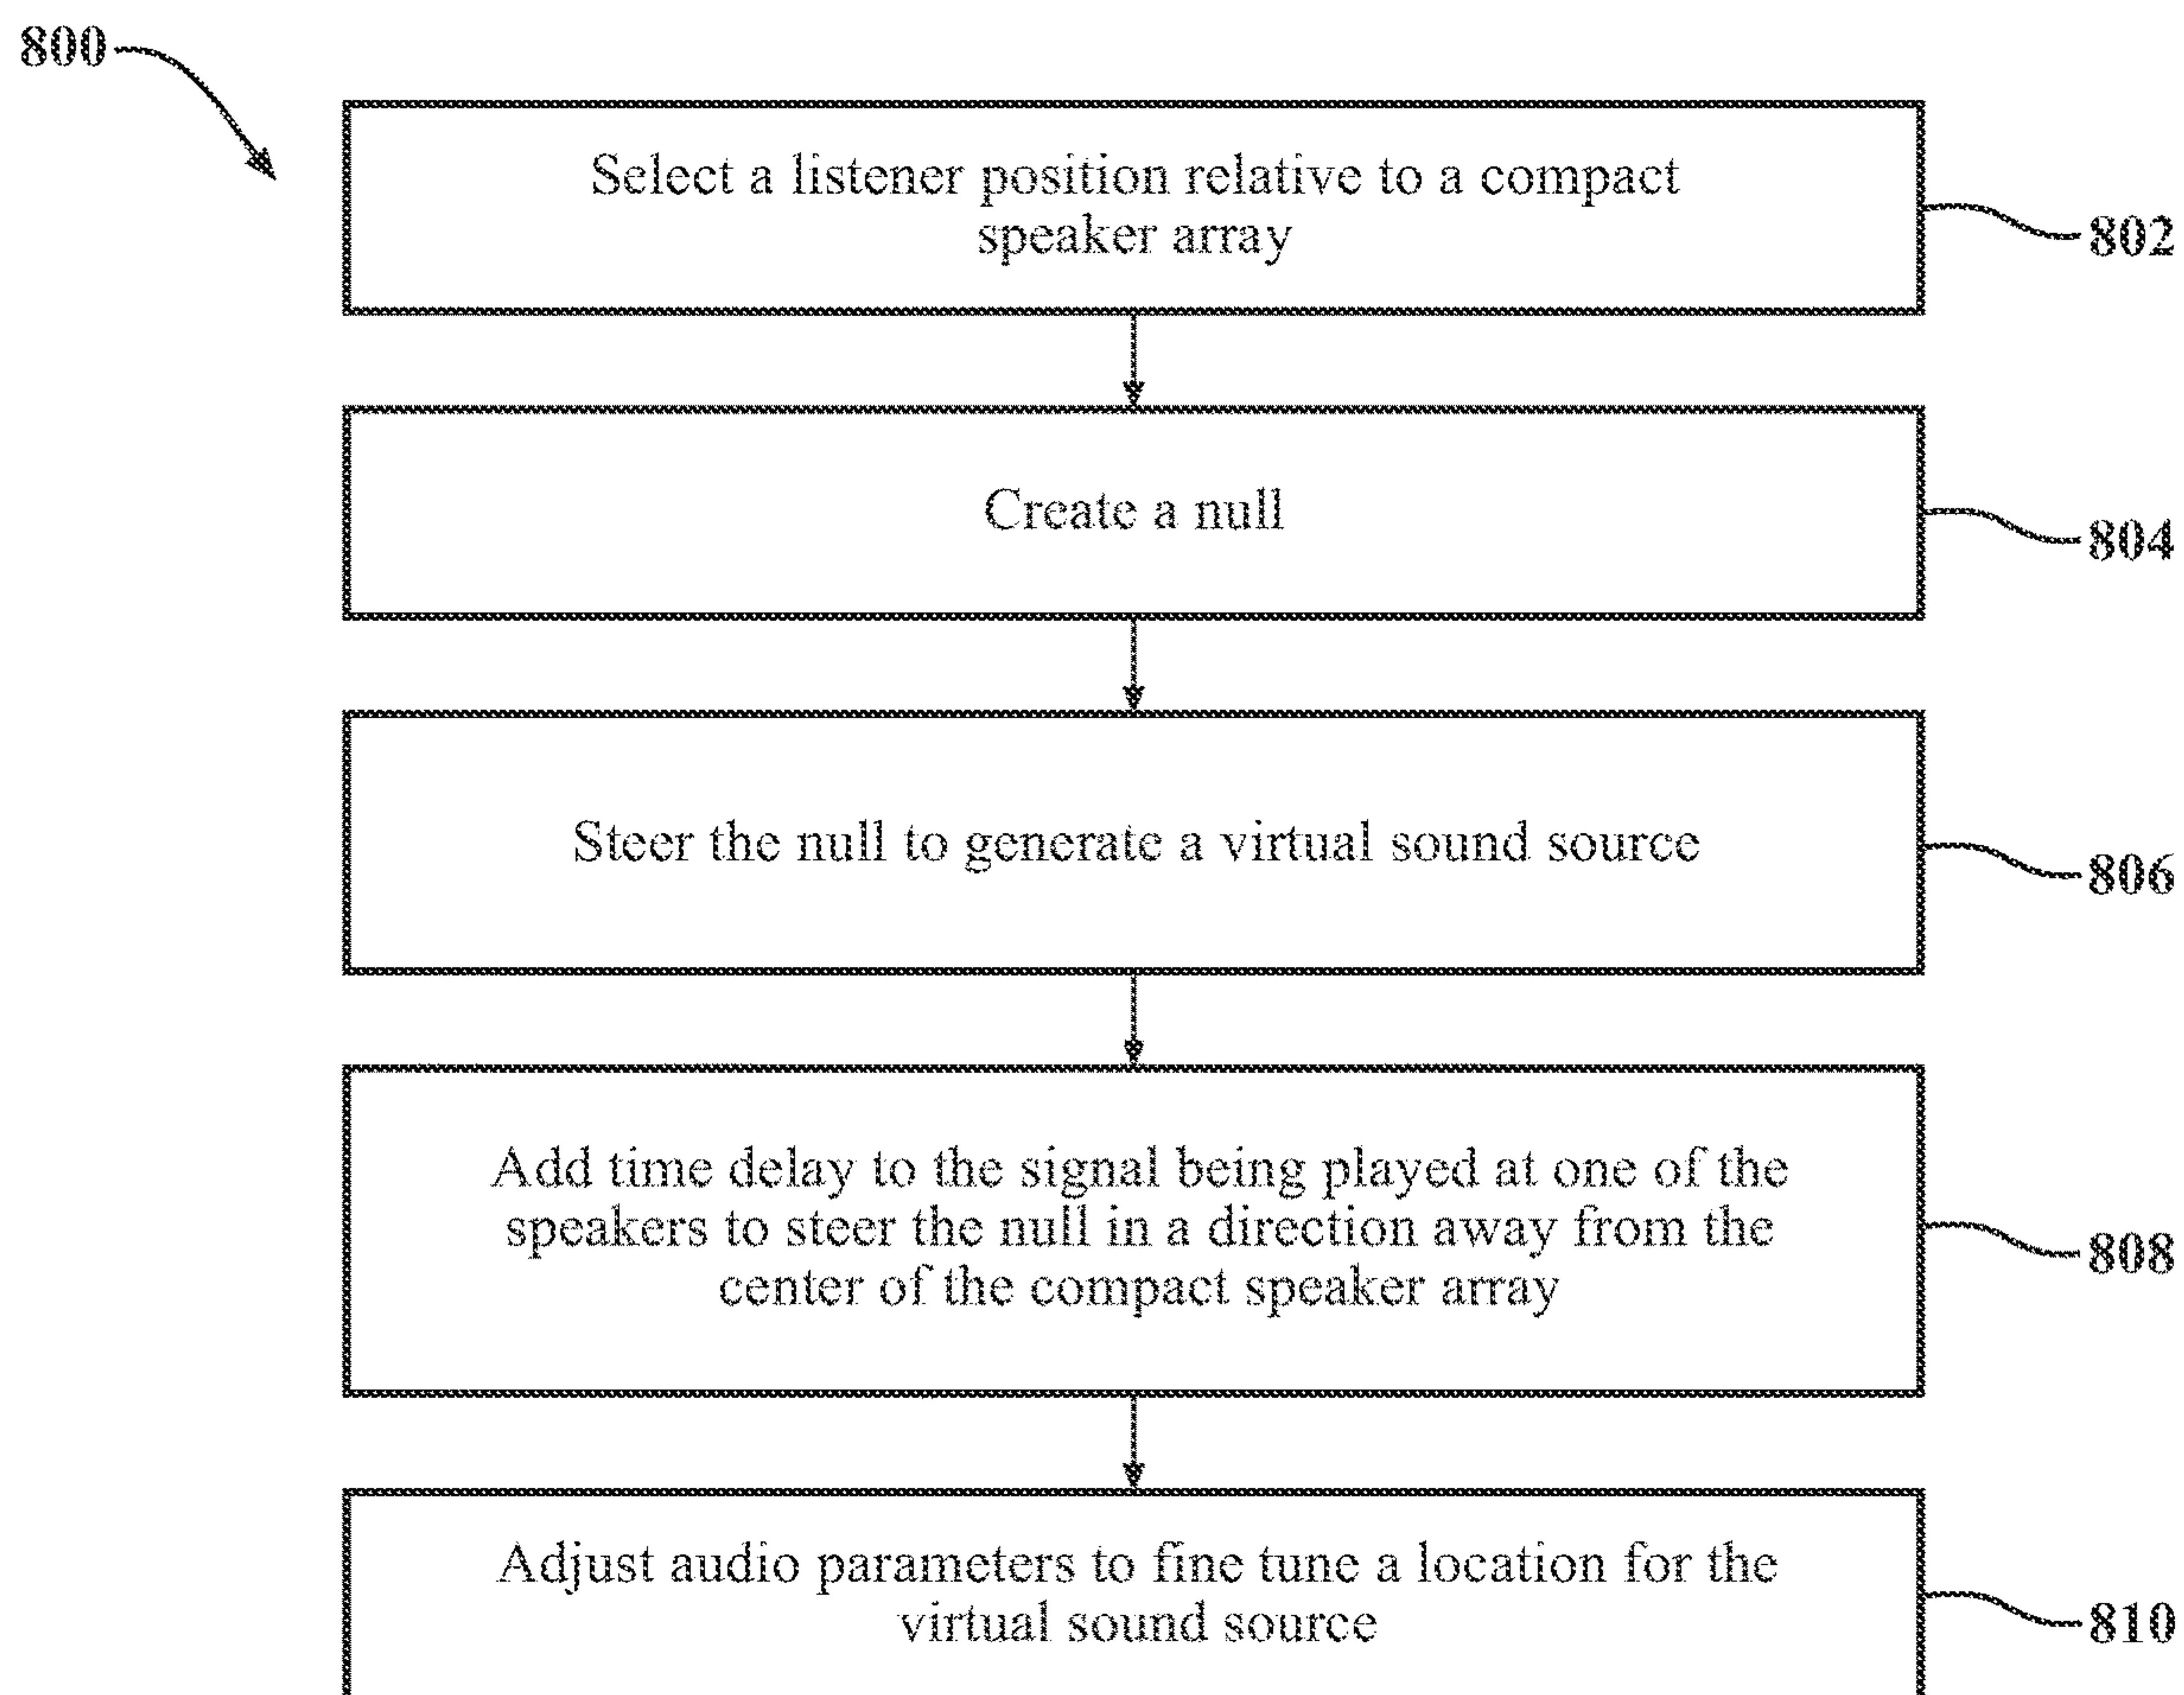 800
Select a listener position relative to a compact
speaker array
802
Create a null
804
Steer the null to generate a virtual sound source
806
Add time delay to the signal being played at one of the
speakers to steer the null in a direction away from the
center of the compact speaker array
808
Adjust audio parameters to fine tune a location for the
virtual sound source
810